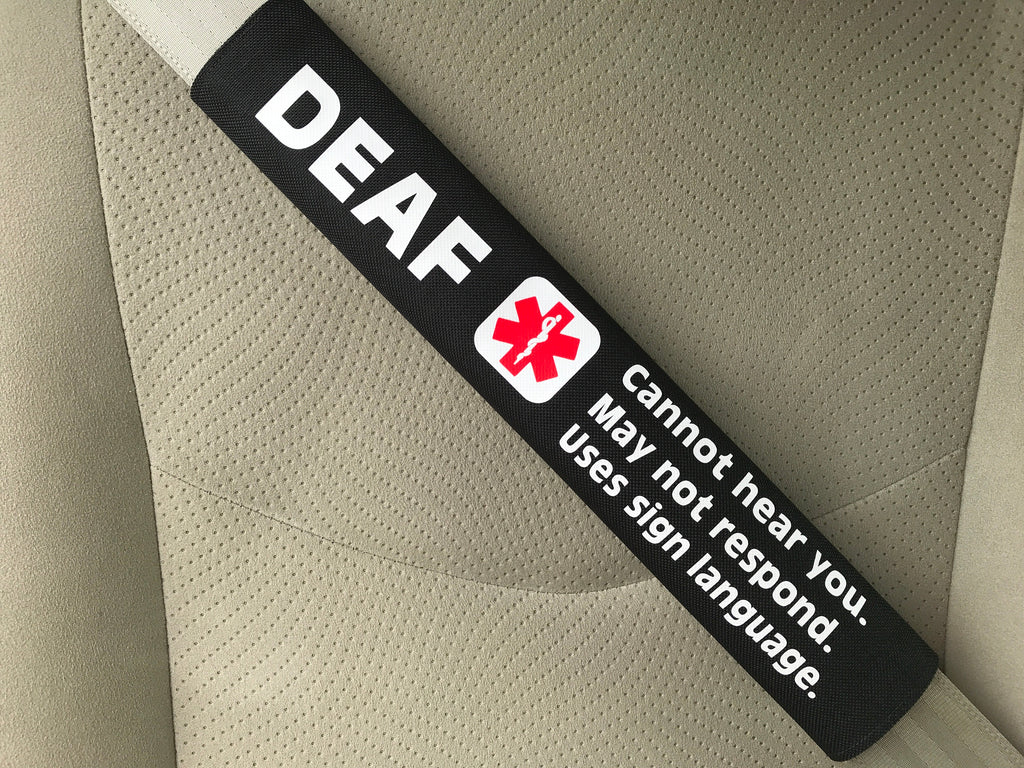 DEAF
Cannot hear you.
May not respond.
Uses sign language.